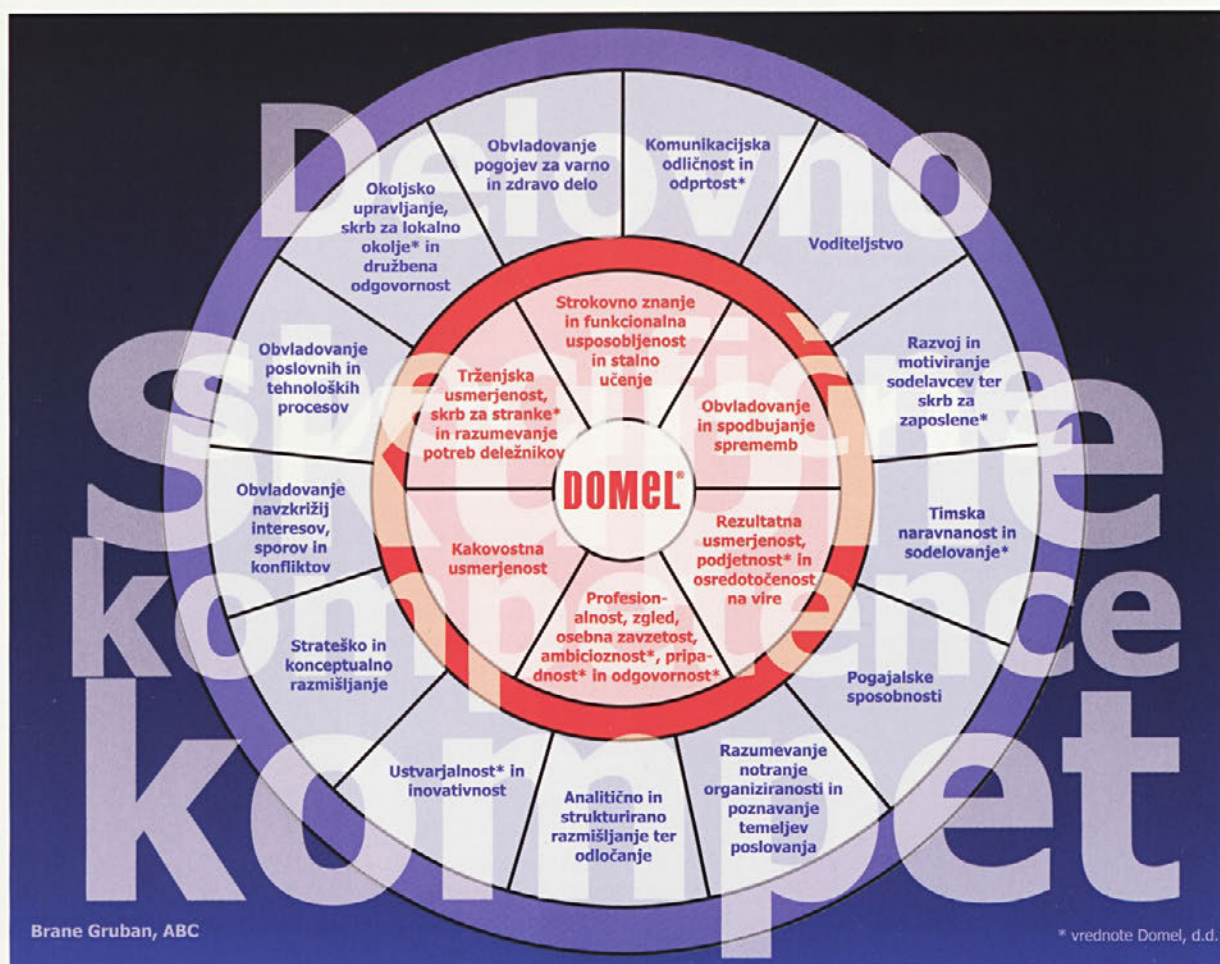 Delovno
kompetence
kompet
Obvladovanje
pogojev za varno
in zdravo delo
Komunikacijska
odličnost in
odprtost*
Voditeljstvo
Razvoj in
motiviranje
sodelavcev ter
skrb za
zaposlene*
Timska
naravnanost in
sodelovanje*
Pogajalske
sposobnosti
Razumevanje
notranje
organiziranosti in
poznavanje
temeljev
poslovanja
Analitično in
strukturirano
razmišljanje ter
odločanje
Ustvarjalnost* in
inovativnost
Strateško in
konceptualno
razmišljanje
Obvladovanje
navzkrižij
interesov,
sporov in
konfliktov
Obvladovanje
poslovnih in
tehnoloških
procesov
Okoljsko
upravljanje,
skrb za lokalno
okolje* in
družbena
odgovornost
Strokovno znanje
in funkcionalna
usposobljenost
in stalno
učenje
Obvladovanje
in spodbujanje
sprememb
Rezultatna
usmerjenost,
podjetnost* in
osredotočenost
na vire
Profesion-
alnost, zgled,
osebna zavzetost,
ambicioznost*, pripa-
dnost* in odgovornost*
Kakovostna
usmerjenost
Trženjska
usmerjenost,
skrb za stranke*
in razumevanje
potreb deležnikov
DOMEL®
Brane Gruban, ABC
* vrednote Domel, d.d.